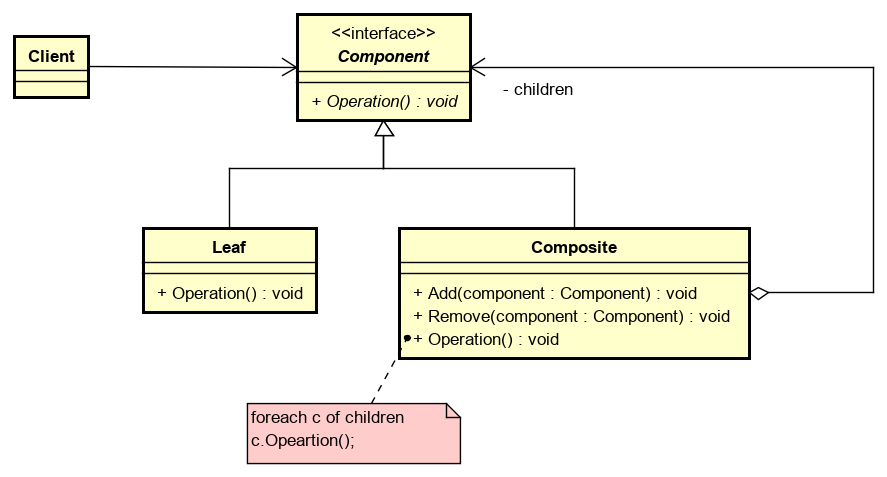 <<interface>>
Component
Client
+ Operation() : void
- children
Leaf
+ Operation() : void
Composite
+ Add(component : Component) : void
+ Remove(component : Component) : void
+ Operation() : void
foreach c of children
c.Opeartion();